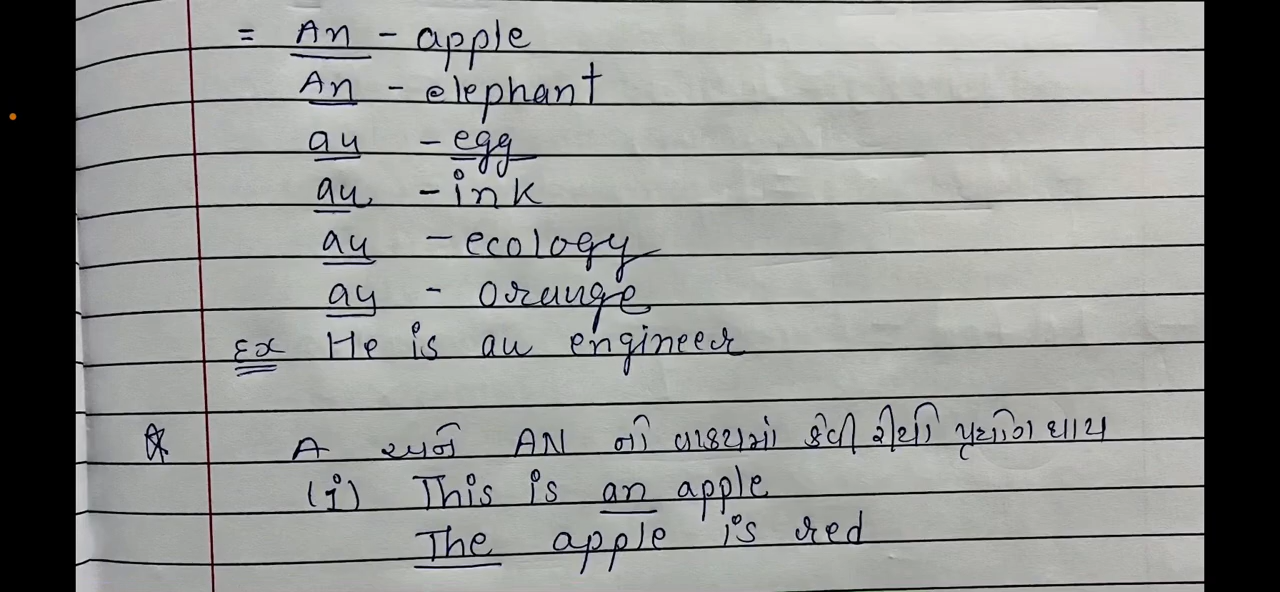 = An - apple
An - elephant
an - egg
an - ink
an - ecology
an - orange
Ex He is an engineer
A અને AN નો વાક્યમાં કેવી રીતે પ્રયોગ થાય
(i) This is an apple
The apple is red